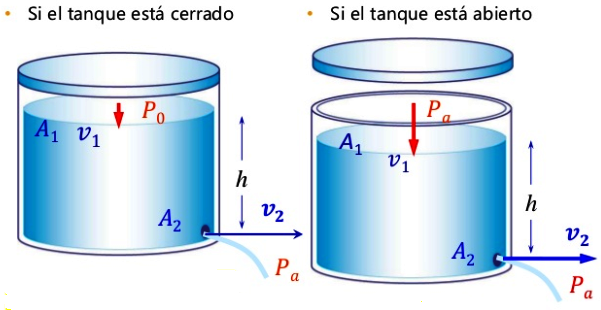 • Si el tanque está cerrado
P₀
A₁ v₁
h
A₂
v₂
Pₐ
• Si el tanque está abierto
Pₐ
A₁
v₁
h
A₂
v₂
Pₐ